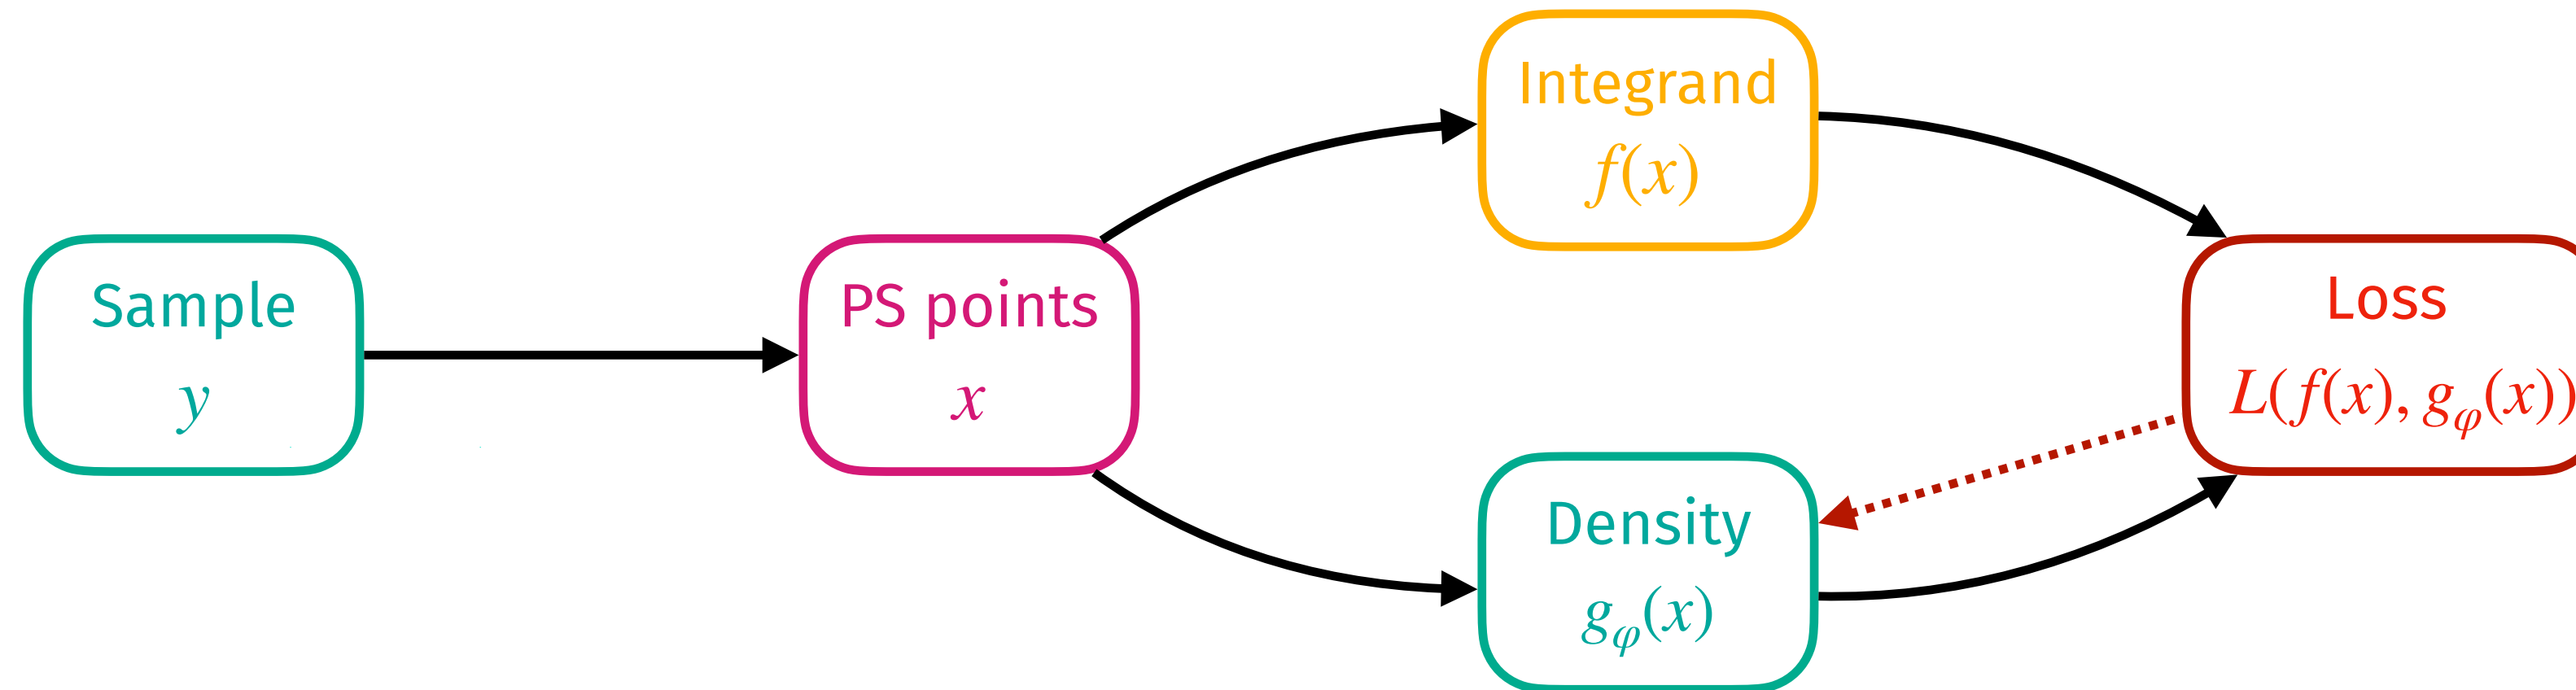 Sample
y
PS points
x
Integrand
f(x)
Density
g_φ(x)
Loss
L(f(x), g_φ(x))